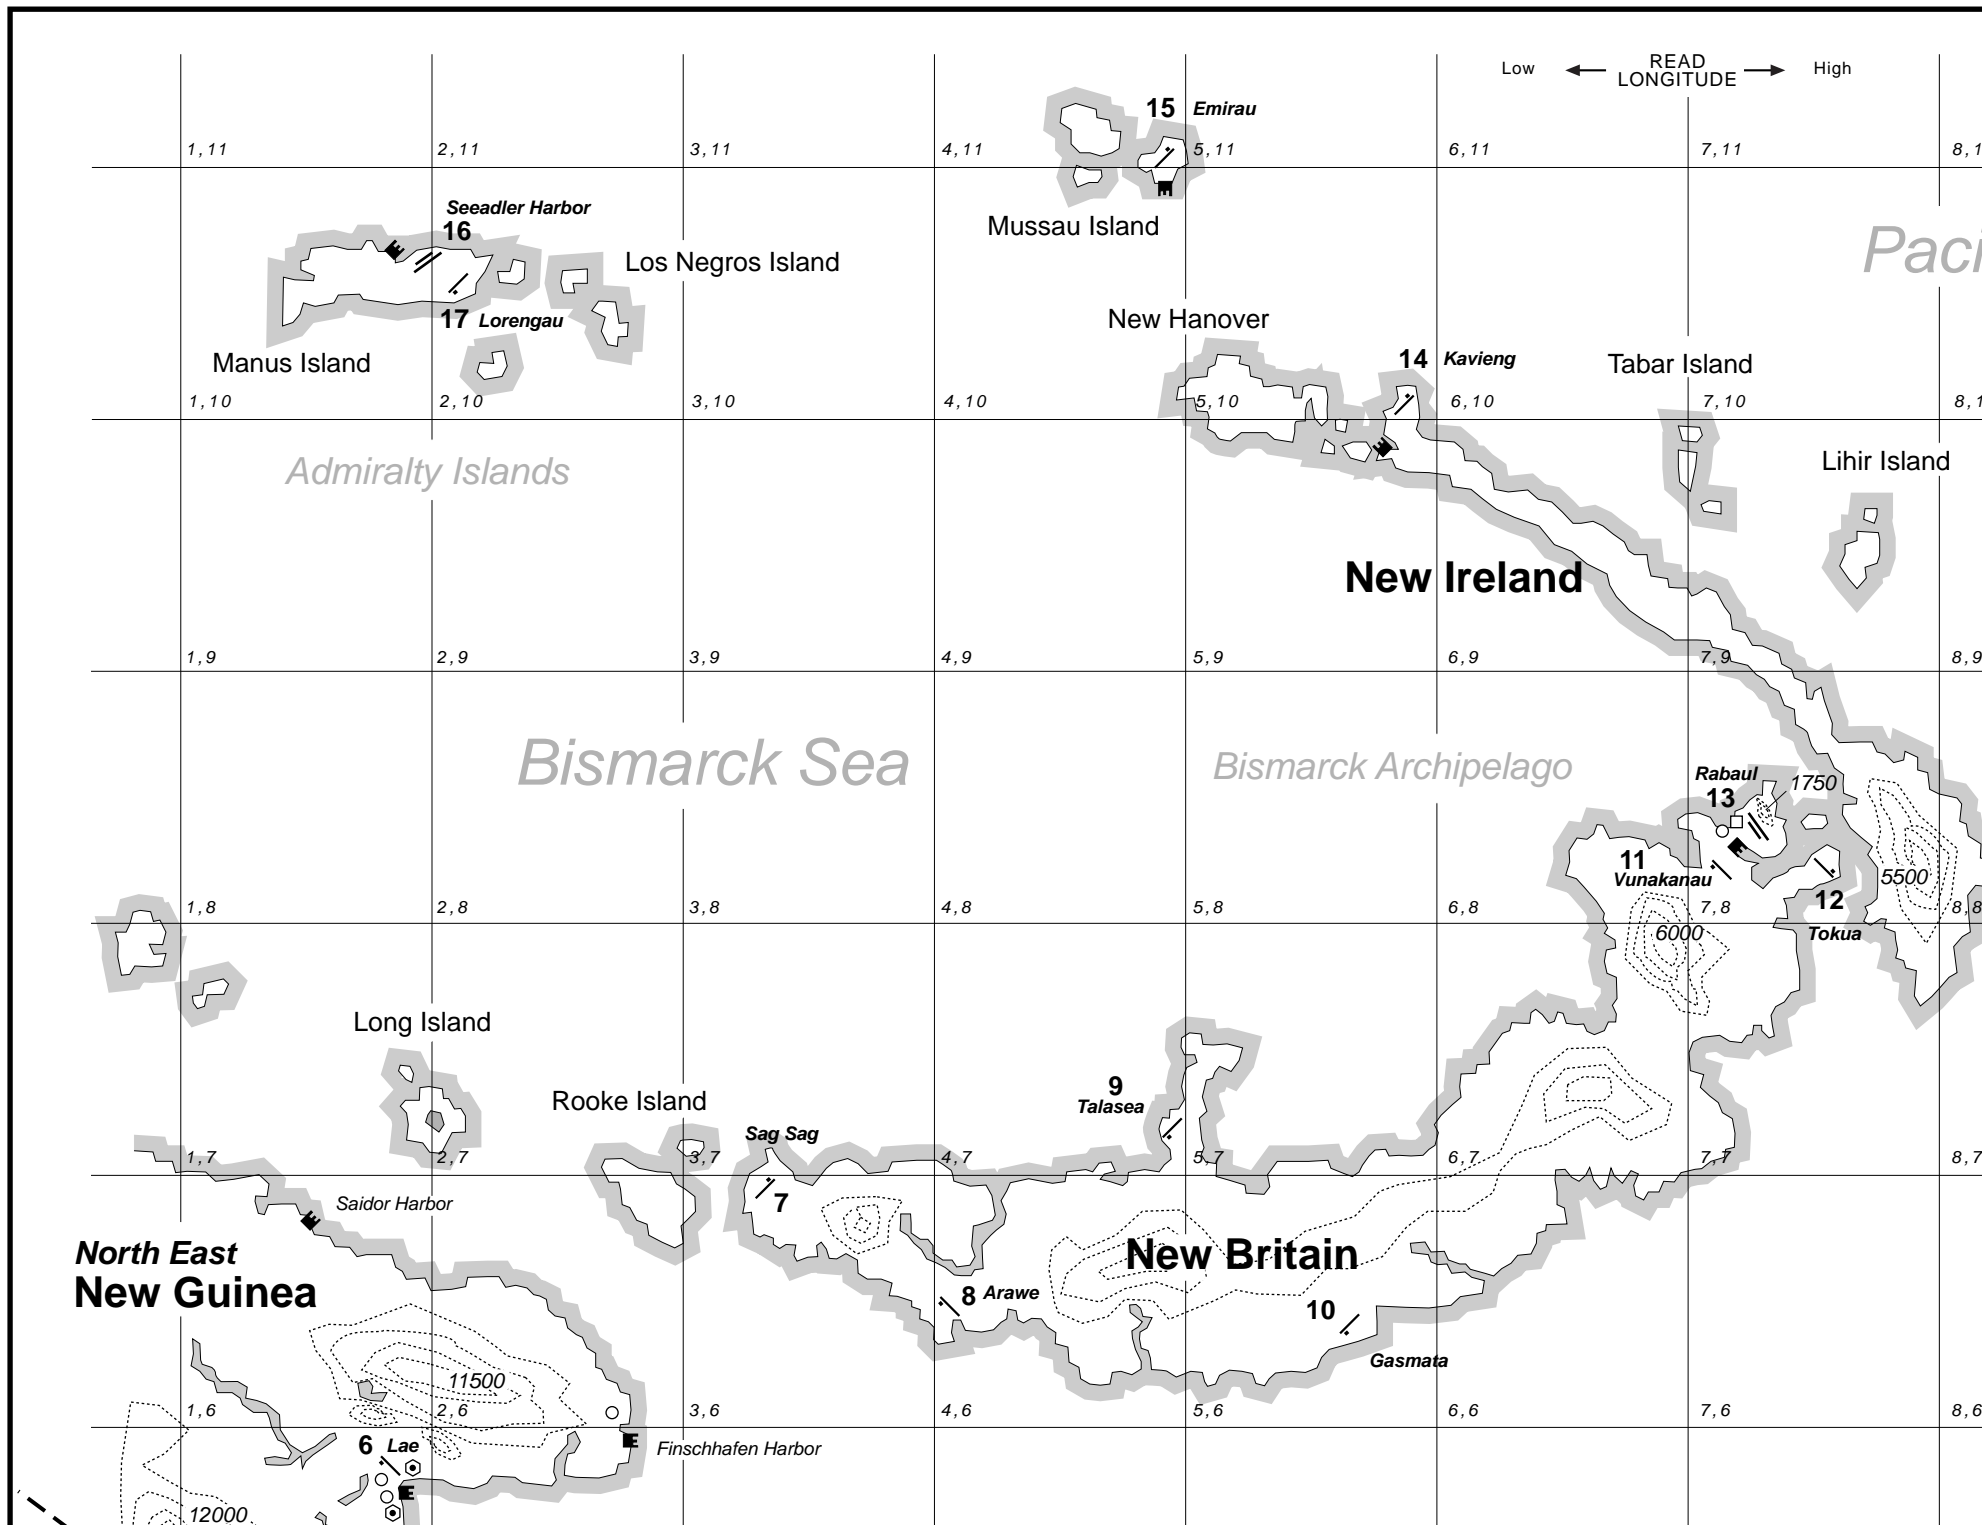 Low
READ
LONGITUDE
High
15 Emirau
1,11
2,11
3,11
4,11
5,11
6,11
7,11
8,1
Seeadler Harbor
16
Mussau Island
Paci
Los Negros Island
17 Lorengau
New Hanover
Manus Island
14 Kavieng
Tabar Island
1,10
2,10
3,10
4,10
5,10
6,10
7,10
8,1
Admiralty Islands
Lihir Island
New Ireland
1,9
2,9
3,9
4,9
5,9
6,9
7,9
8,9
Bismarck Sea
Bismarck Archipelago
Rabaul
13
1750
11
Vunakanau
5500
12
Tokua
1,8
2,8
3,8
4,8
5,8
6,8
7,8
8,8
6000
Long Island
Rooke Island
9
Talasea
Sag Sag
1,7
2,7
3,7
4,7
5,7
6,7
7,7
8,7
Saidor Harbor
7
North East
New Guinea
New Britain
8 Arawe
10
Gasmata
11500
1,6
2,6
3,6
4,6
5,6
6,6
7,6
8,6
6 Lae
Finschhafen Harbor
12000